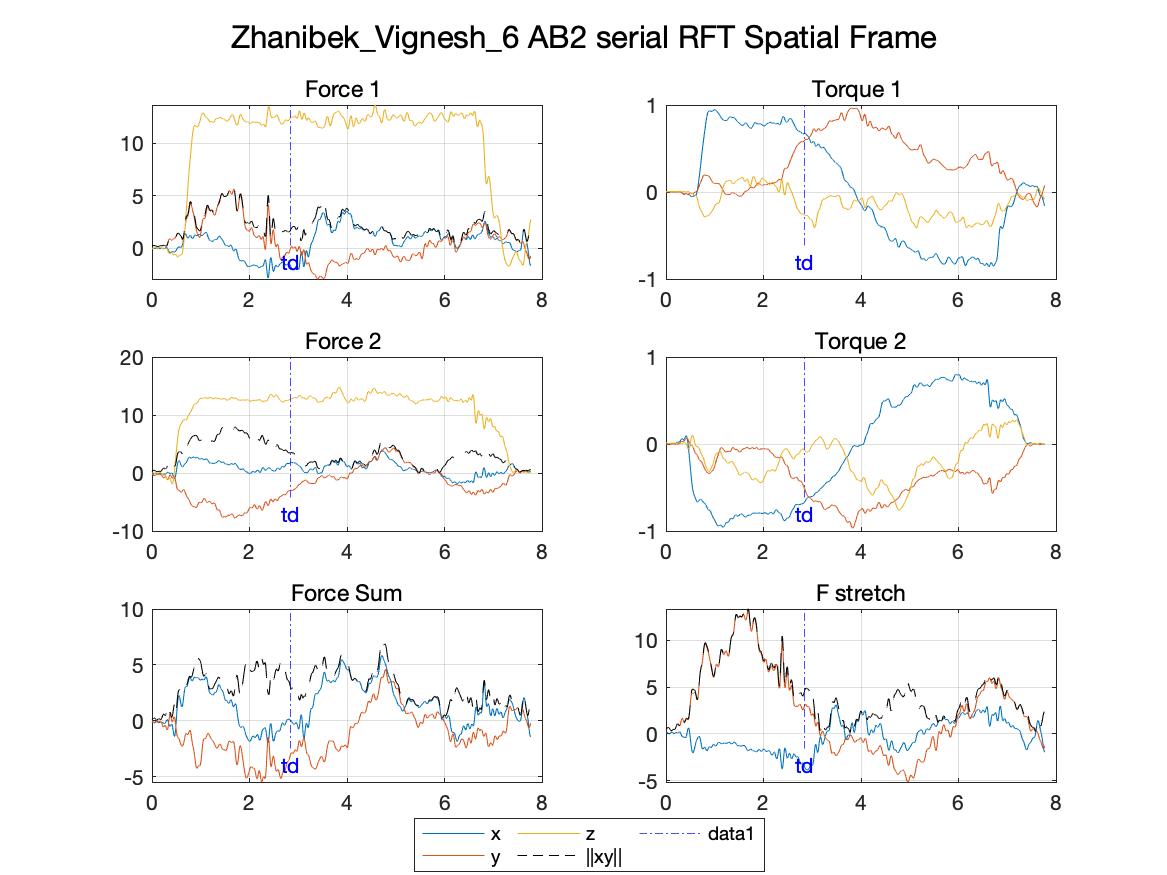 Zhanibek_Vignesh_6 AB2 serial RFT Spatial Frame
Force 1
10
5
0
td
0 2 4 6 8
Torque 1
1
0
-1
td
0 2 4 6 8
Force 2
20
10
0
-10
td
0 2 4 6 8
Torque 2
1
0
-1
td
0 2 4 6 8
Force Sum
10
5
0
-5
td
0 2 4 6 8
F stretch
10
5
0
-5
td
0 2 4 6 8
x z data1
y ||xy||